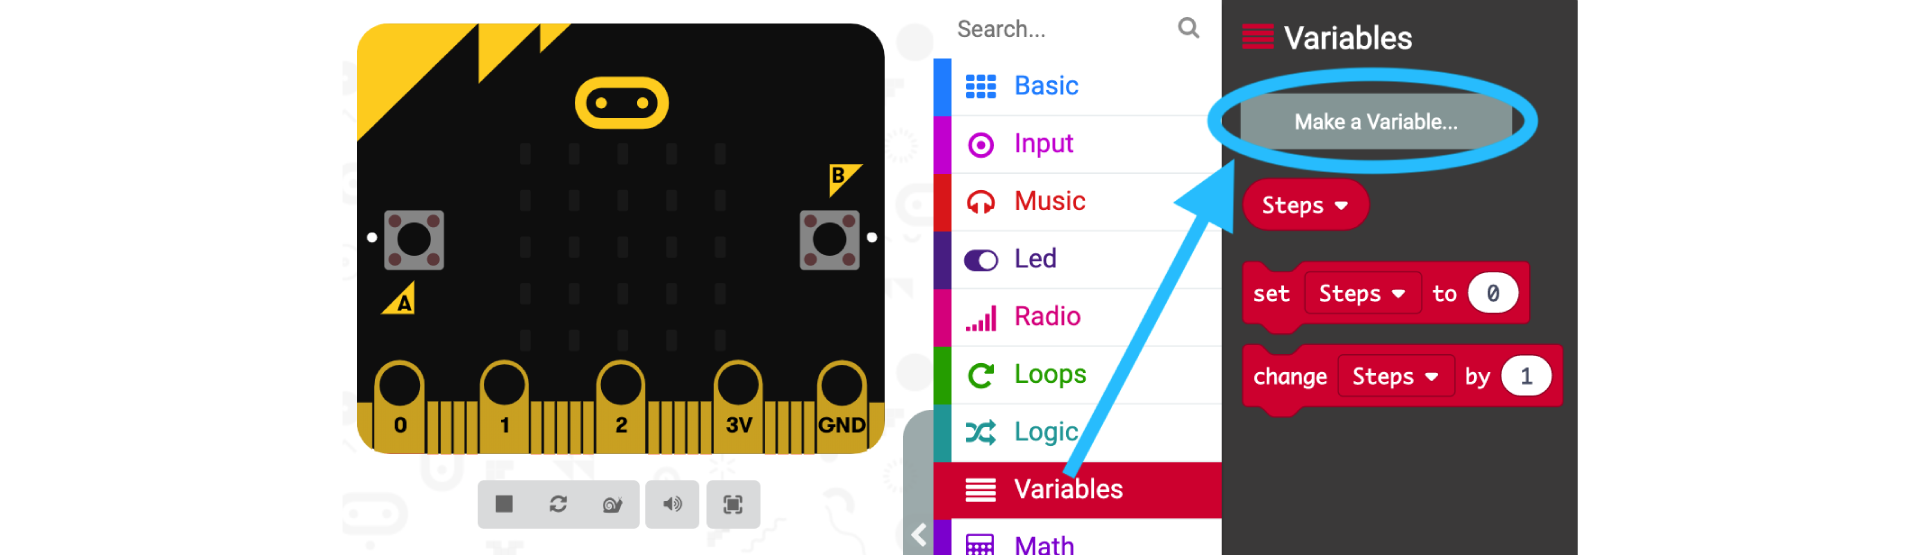 B
A
0 1 2 3V GND
Search...
Basic
Input
Music
Led
Radio
Loops
Logic
Variables
Math
Variables
Make a Variable...
Steps
set Steps to 0
change Steps by 1